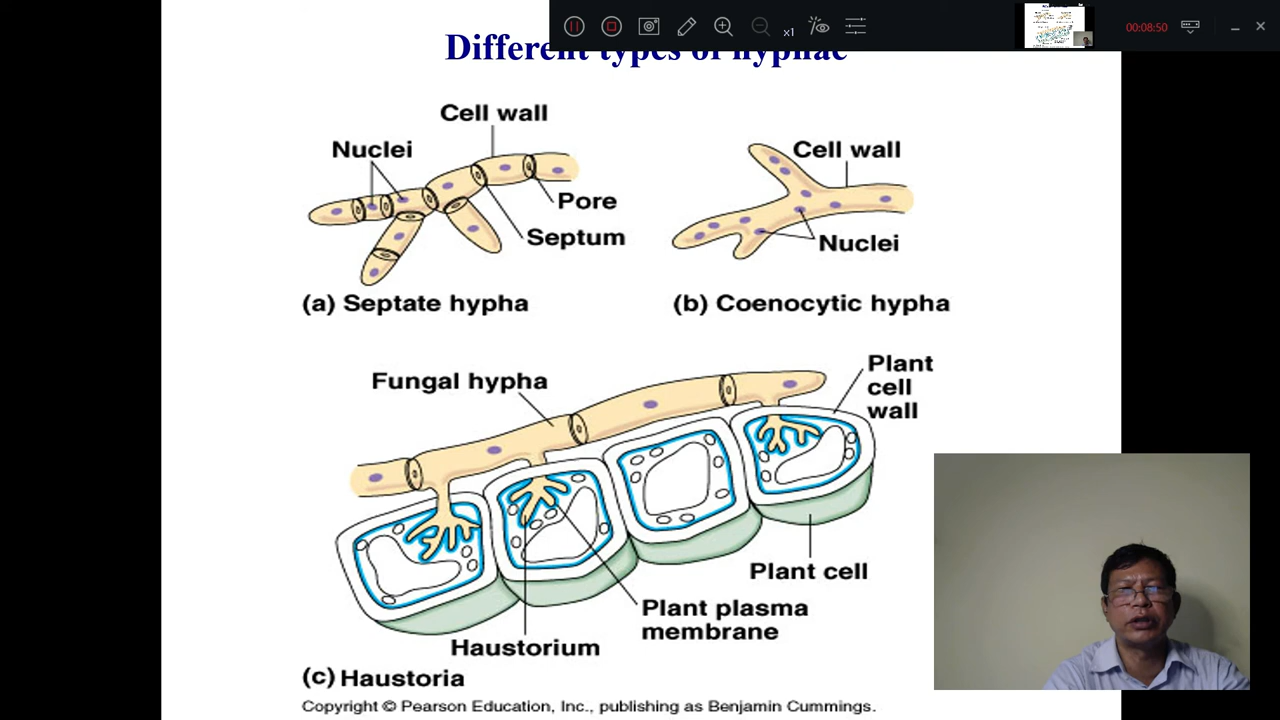 x1
00:08:50
Different types of hyphae
Cell wall
Nuclei
Pore
Septum
(a) Septate hypha
Cell wall
Nuclei
(b) Coenocytic hypha
Fungal hypha
Plant
cell
wall
Plant cell
Plant plasma
membrane
Haustorium
(c) Haustoria
Copyright © Pearson Education, Inc., publishing as Benjamin Cummings.